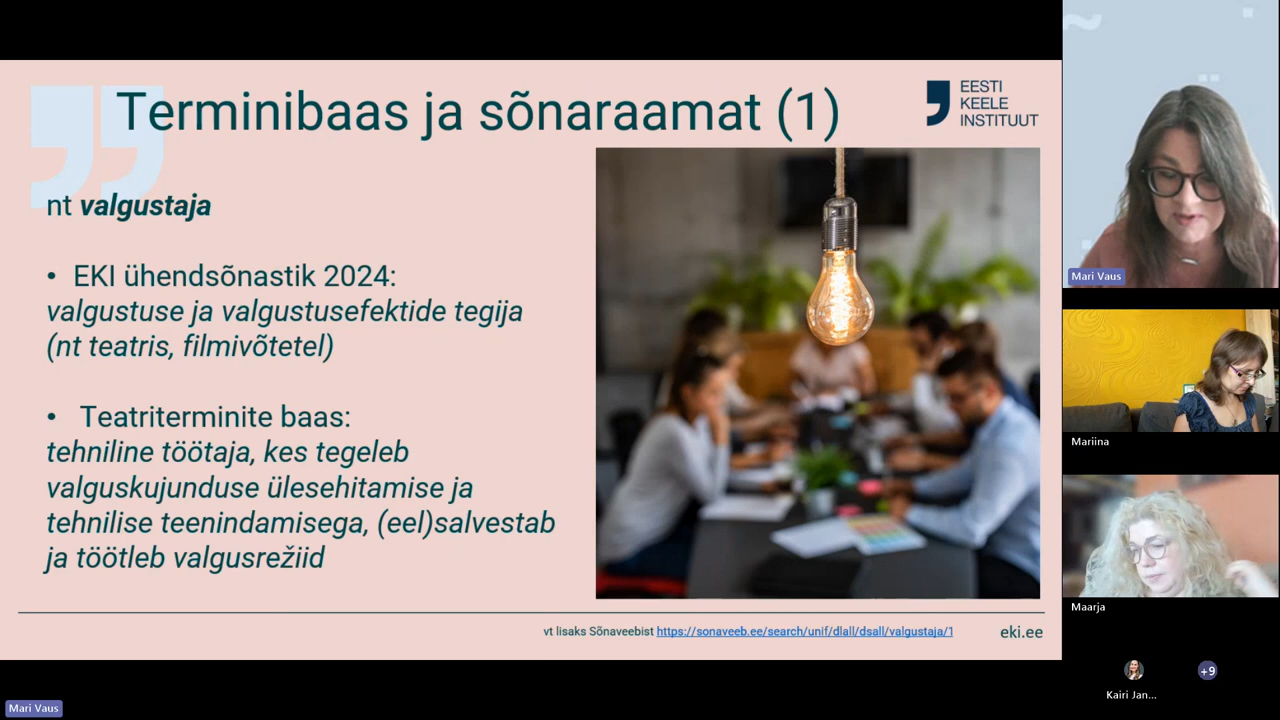 Terminibaas ja sõnaraamat (1)
EESTI
KEELE
INSTITUUT
nt valgustaja
• EKI ühendsõnastik 2024:
valgustuse ja valgustusefektide tegija
(nt teatris, filmivõtetel)
• Teatriterminite baas:
tehniline töötaja, kes tegeleb
valguskujunduse ülesehitamise ja
tehnilise teenindamisega, (eel)salvestab
ja töötleb valgusrežiid
vt lisaks Sõnaveebist https://sonaveeb.ee/search/unif/dlall/dsall/valgustaja/1
eki.ee
Mari Vaus
Mari Vaus
Mariina
Maarja
+9
Kairi Jan...